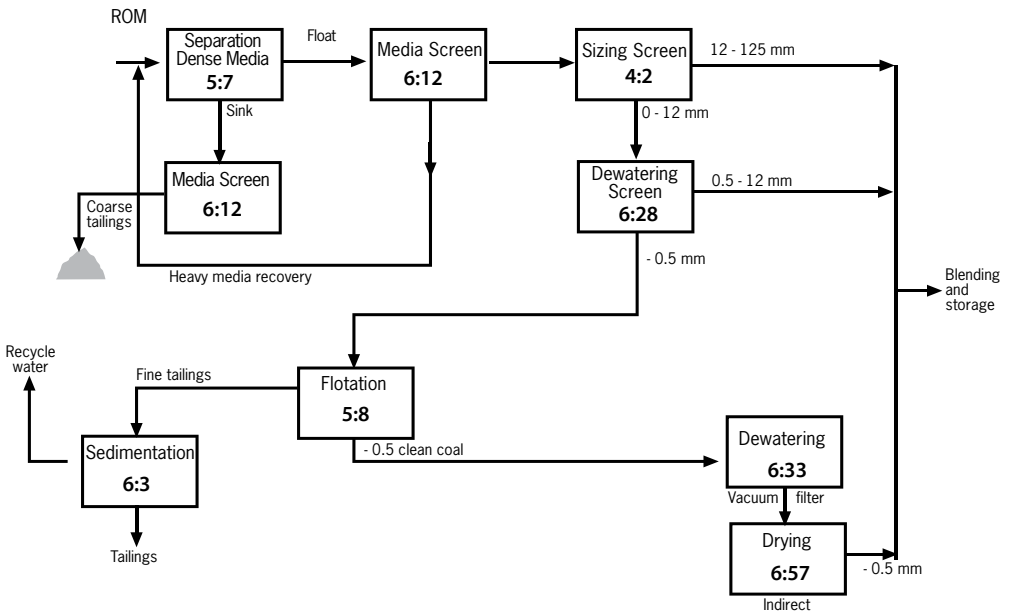 ROM
Separation
Dense Media
5:7
Float
Media Screen
6:12
Sizing Screen
4:2
12 - 125 mm
Sink
0 - 12 mm
Media Screen
6:12
Coarse
tailings
Dewatering
Screen
6:28
0.5 - 12 mm
Heavy media recovery
- 0.5 mm
Blending
and
storage
Recycle
water
Fine tailings
Flotation
5:8
- 0.5 clean coal
Sedimentation
6:3
Tailings
Dewatering
6:33
Vacuum filter
Drying
6:57
- 0.5 mm
Indirect